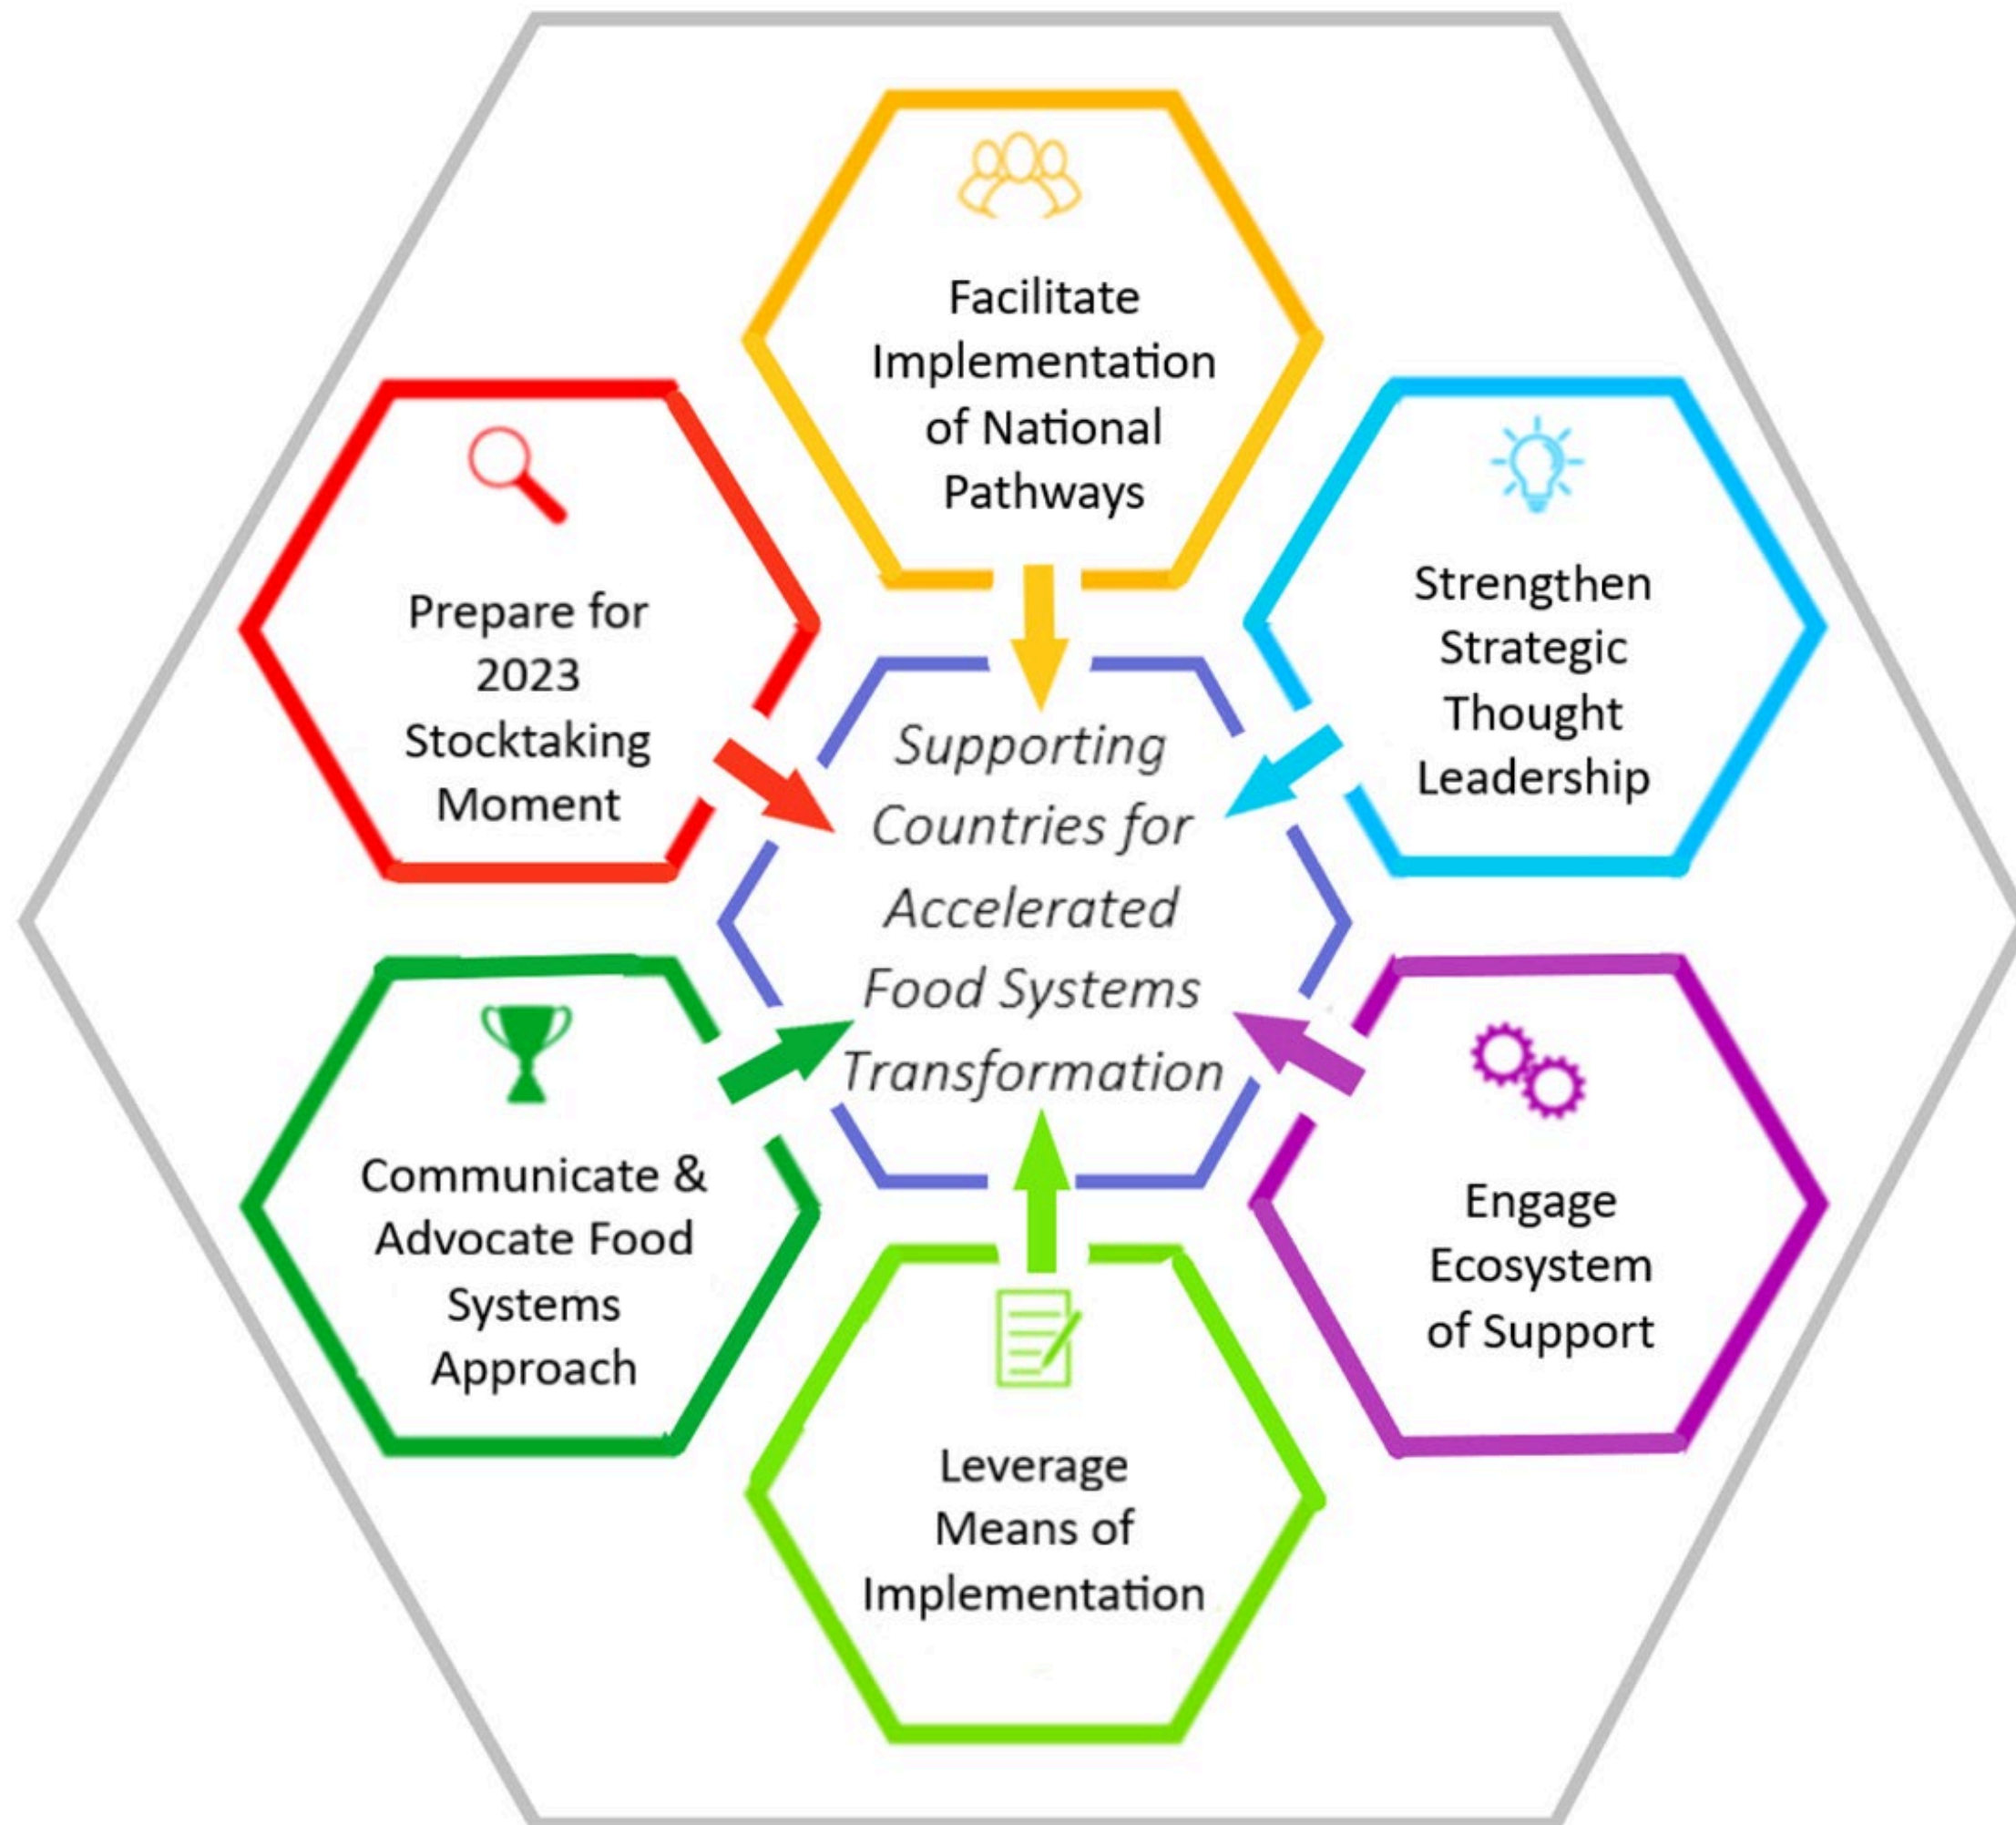 Facilitate
Implementation
of National
Pathways
Prepare for
2023
Stocktaking
Moment
Strengthen
Strategic
Thought
Leadership
Supporting
Countries for
Accelerated
Food Systems
Transformation
Communicate &
Advocate Food
Systems
Approach
Engage
Ecosystem
of Support
Leverage
Means of
Implementation